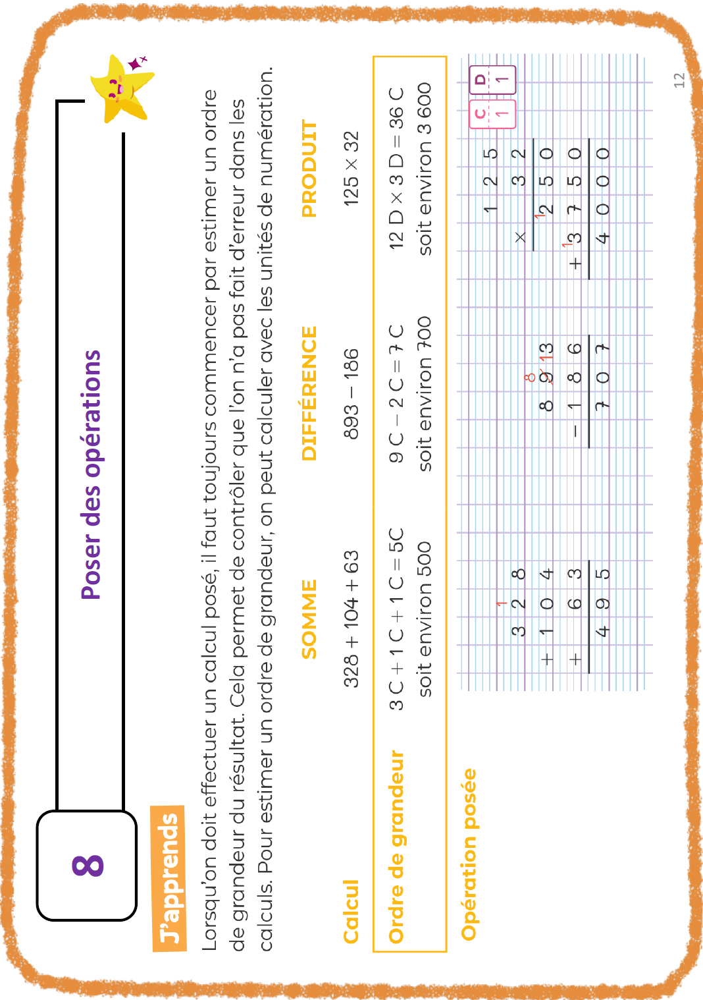 8
Poser des opérations
J'apprends
Lorsqu'on doit effectuer un calcul posé, il faut toujours commencer par estimer un ordre
de grandeur du résultat. Cela permet de contrôler que l'on n'a pas fait d'erreur dans les
calculs. Pour estimer un ordre de grandeur, on peut calculer avec les unités de numération.
SOMME DIFFÉRENCE PRODUIT
Calcul 328 + 104 + 63 893 – 186 125 × 32
Ordre de grandeur 3 C + 1 C + 1 C = 5C 9 C – 2 C = 7 C 12 D × 3 D = 36 C
soit environ 500 soit environ 700 soit environ 3 600
Opération posée
1
3 2 8
+ 1 0 4
+ 6 3
4 9 5
8
8 9 13
– 1 8 6
7 0 7
C D
1 1
1 2 5
× 3 2
1
2 5 0
1
+ 3 7 5 0
4 0 0 0
12